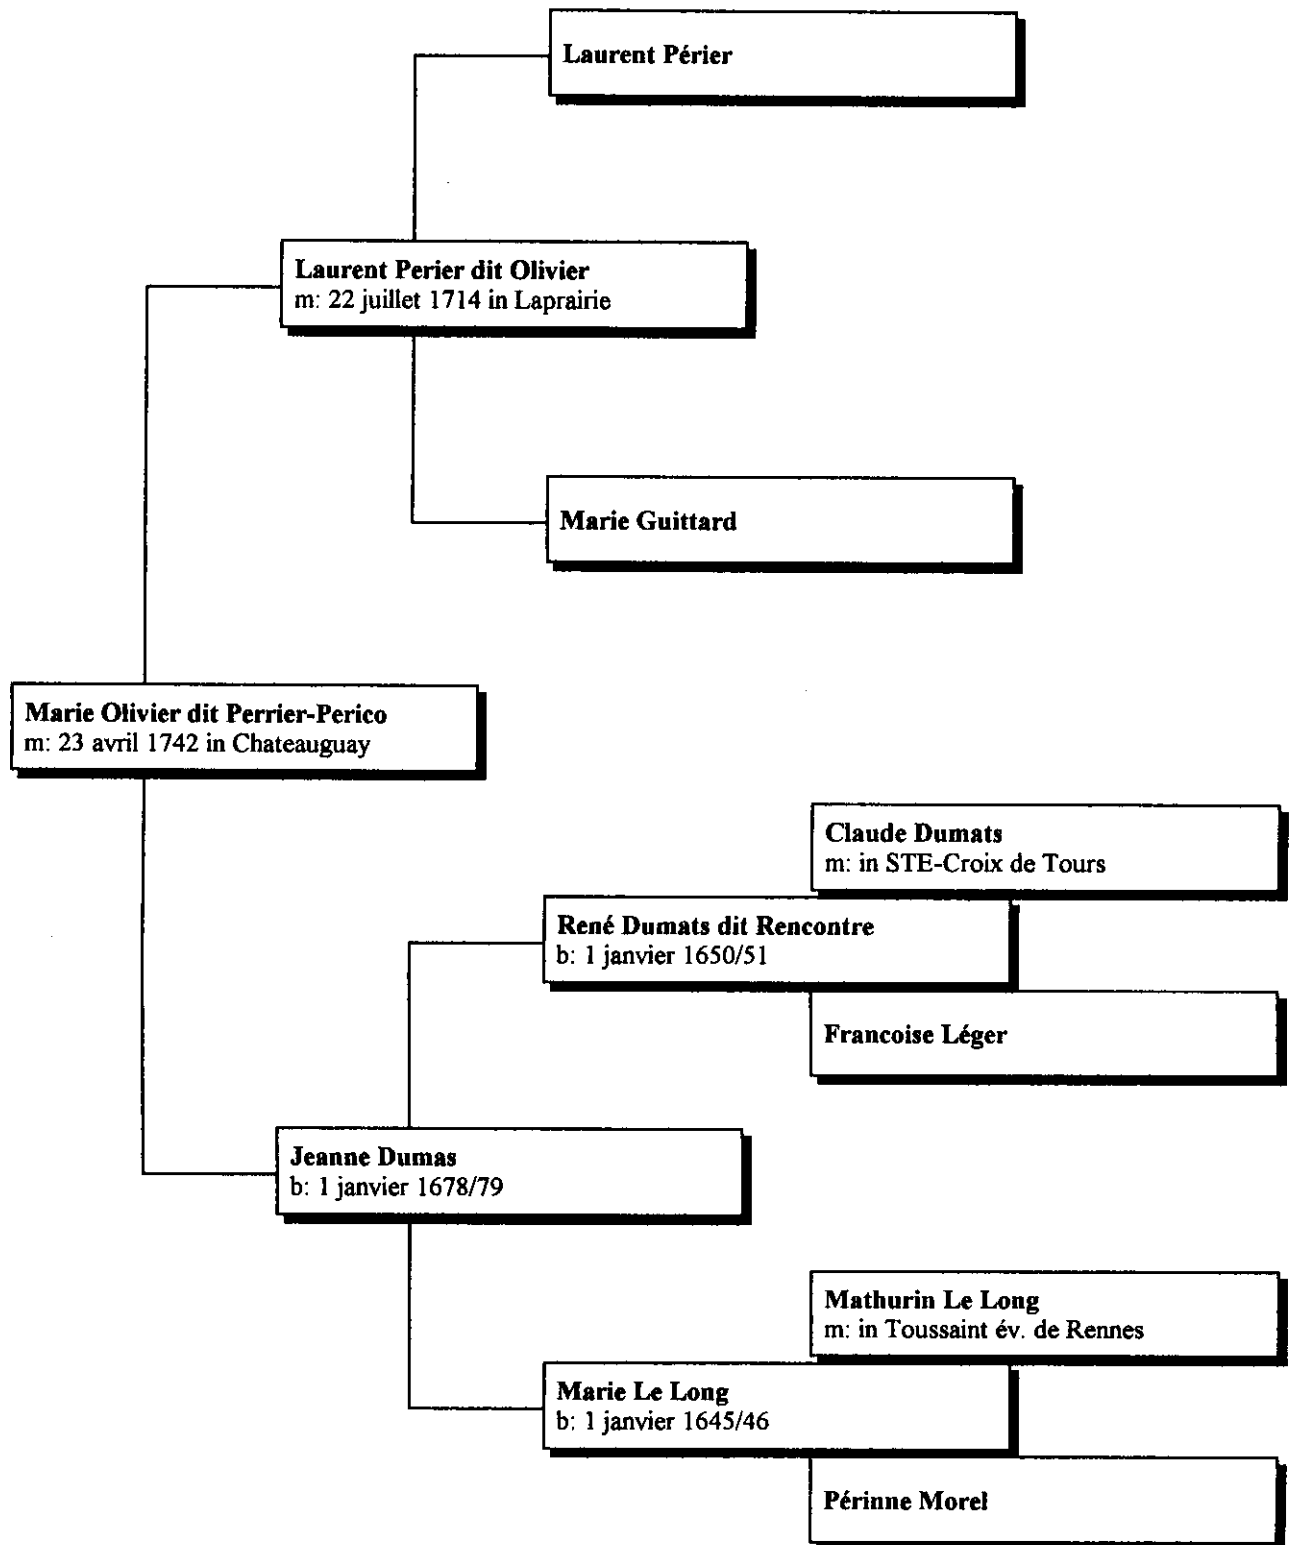 Laurent Périer
Laurent Perier dit Olivier
m: 22 juillet 1714 in Laprairie
Marie Guittard
Marie Olivier dit Perrier-Perico
m: 23 avril 1742 in Chateauguay
Claude Dumats
m: in STE-Croix de Tours
René Dumats dit Rencontre
b: 1 janvier 1650/51
Francoise Léger
Jeanne Dumas
b: 1 janvier 1678/79
Mathurin Le Long
m: in Toussaint év. de Rennes
Marie Le Long
b: 1 janvier 1645/46
Périnne Morel